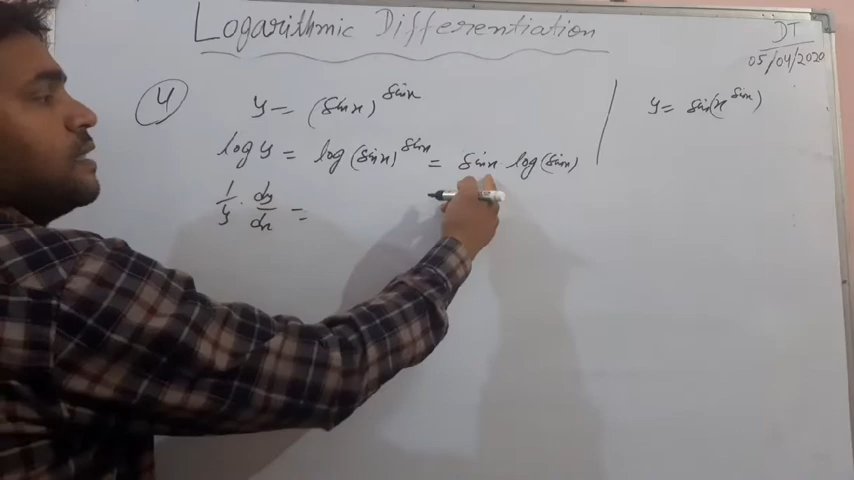 Logarithmic Differentiation
DT
05/04/2020
4
y = (sinx)^sinx
log y = log(sinx)^sinx = sinx log(sinx)
1/y . dy/dx =
y = sin(x^sinx)